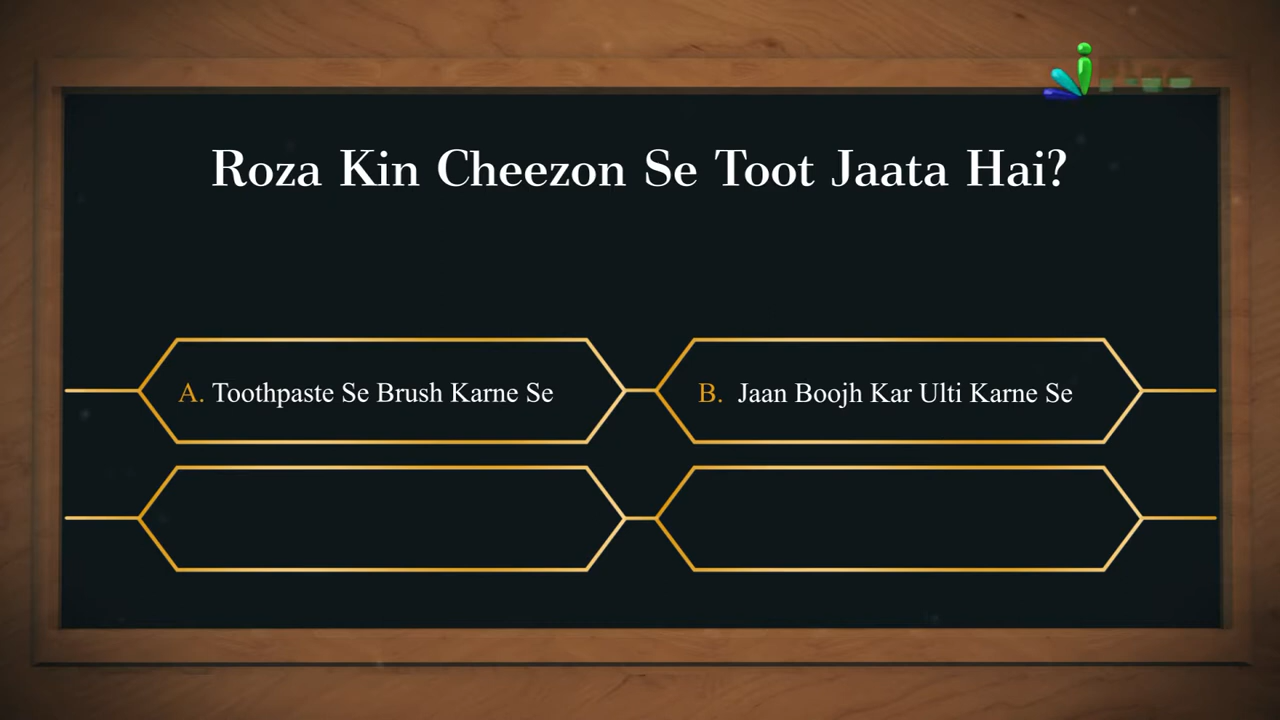 Roza Kin Cheezon Se Toot Jaata Hai?
A. Toothpaste Se Brush Karne Se
B. Jaan Boojh Kar Ulti Karne Se